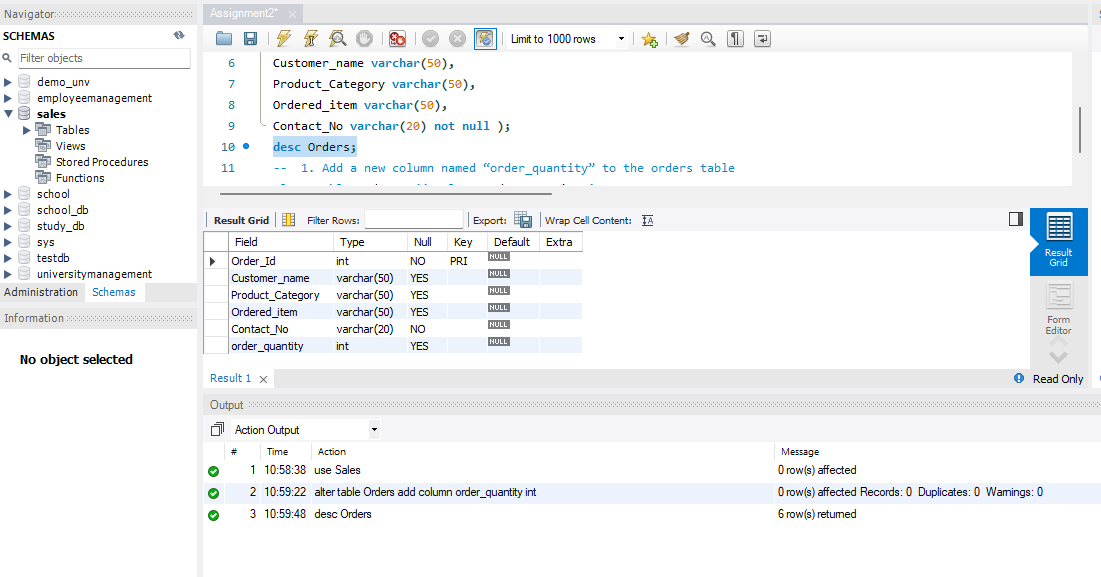 Navigator
SCHEMAS
Filter objects
demo_unv
employeemanagement
sales
Tables
Views
Stored Procedures
Functions
school
school_db
study_db
sys
testdb
universitymanagement
Administration Schemas
Information
No object selected
Assignment2*
Limit to 1000 rows
6 Customer_name varchar(50),
7 Product_Category varchar(50),
8 Ordered_item varchar(50),
9 Contact_No varchar(20) not null );
10 desc Orders;
11 -- 1. Add a new column named “order_quantity” to the orders table
Result Grid Filter Rows: Export: Wrap Cell Content:
Field Type Null Key Default Extra
Order_Id int NO PRI NULL
Customer_name varchar(50) YES NULL
Product_Category varchar(50) YES NULL
Ordered_item varchar(50) YES NULL
Contact_No varchar(20) NO NULL
order_quantity int YES NULL
Result
Grid
Form
Editor
Result 1
Read Only
Output
Action Output
# Time Action Message
1 10:58:38 use Sales 0 row(s) affected
2 10:59:22 alter table Orders add column order_quantity int 0 row(s) affected Records: 0 Duplicates: 0 Warnings: 0
3 10:59:48 desc Orders 6 row(s) returned